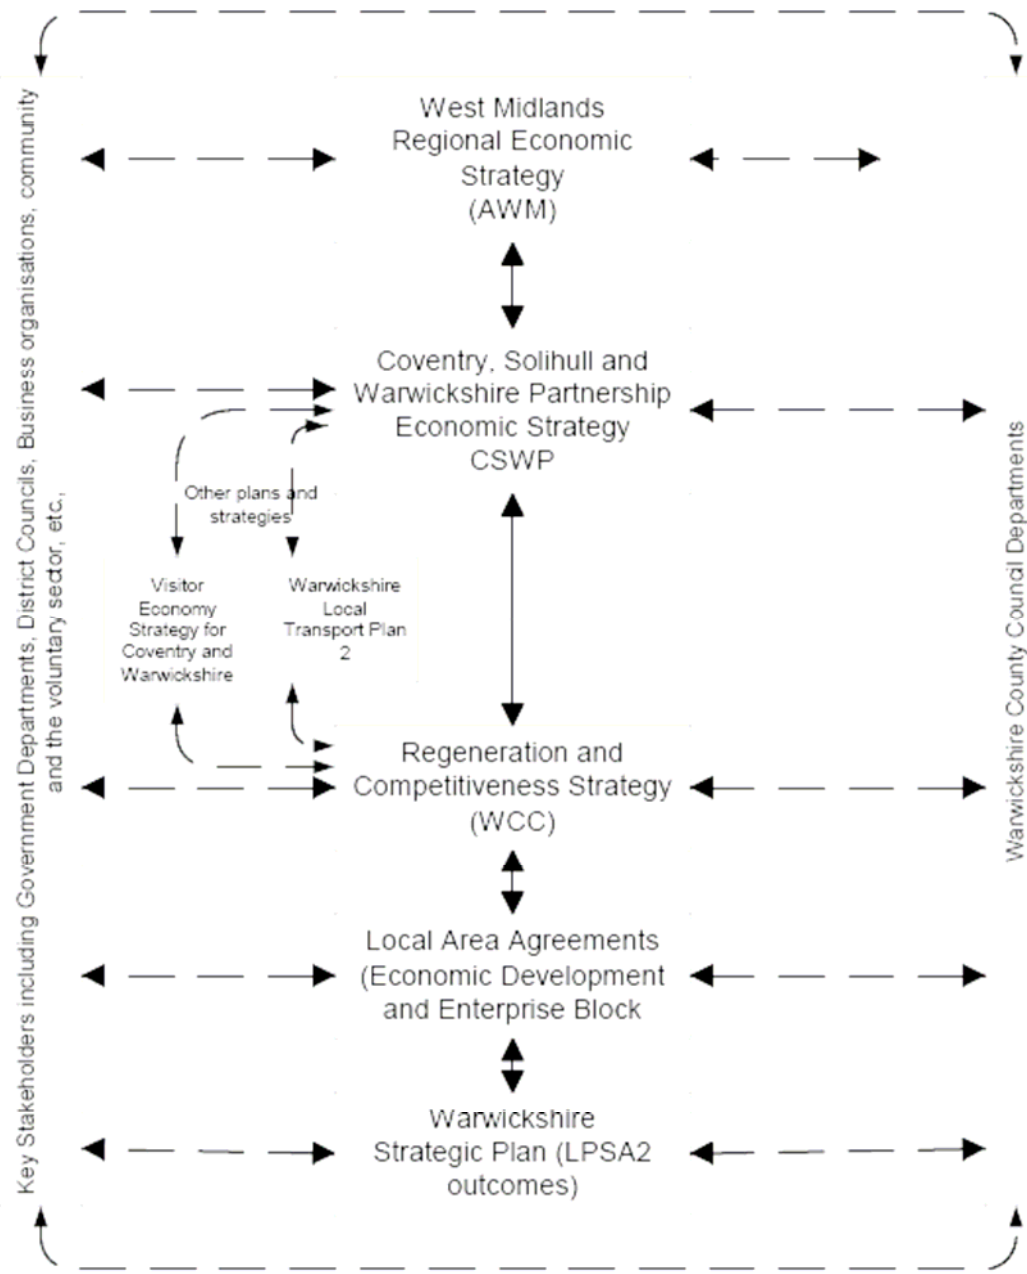 Key Stakeholders including Government Departments, District Councils, Business organisations, community
and the voluntary sector, etc.,
West Midlands
Regional Economic
Strategy
(AWM)
Coventry, Solihull and
Warwickshire Partnership
Economic Strategy
CSWP
Other plans and
strategies
Visitor
Economy
Strategy for
Coventry and
Warwickshire
Warwickshire
Local
Transport Plan
2
Regeneration and
Competitiveness Strategy
(WCC)
Local Area Agreements
(Economic Development
and Enterprise Block
Warwickshire
Strategic Plan (LPSA2
outcomes)
Warwickshire County Council Departments